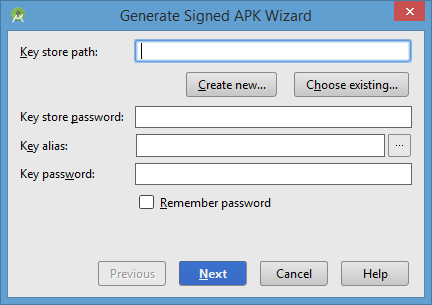 Generate Signed APK Wizard
Key store path:
Create new...
Choose existing...
Key store password:
Key alias:
...
Key password:
Remember password
Previous
Next
Cancel
Help